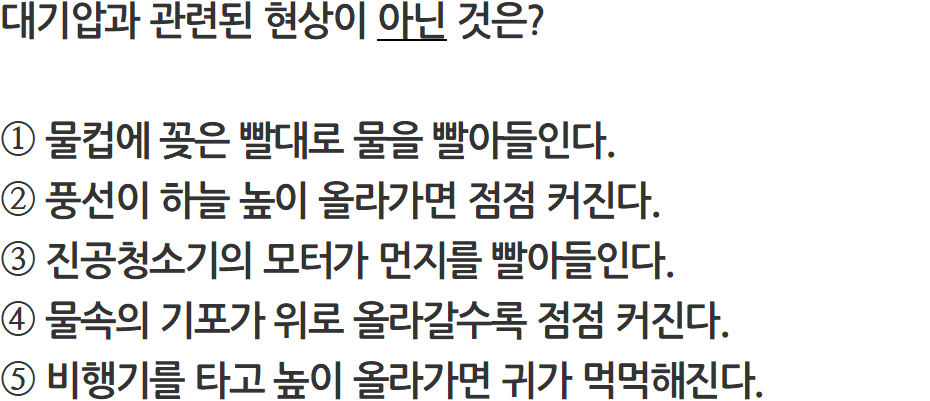 대기압과 관련된 현상이 아닌 것은?
① 물컵에 꽂은 빨대로 물을 빨아들인다.
② 풍선이 하늘 높이 올라가면 점점 커진다.
③ 진공청소기의 모터가 먼지를 빨아들인다.
④ 물속의 기포가 위로 올라갈수록 점점 커진다.
⑤ 비행기를 타고 높이 올라가면 귀가 먹먹해진다.